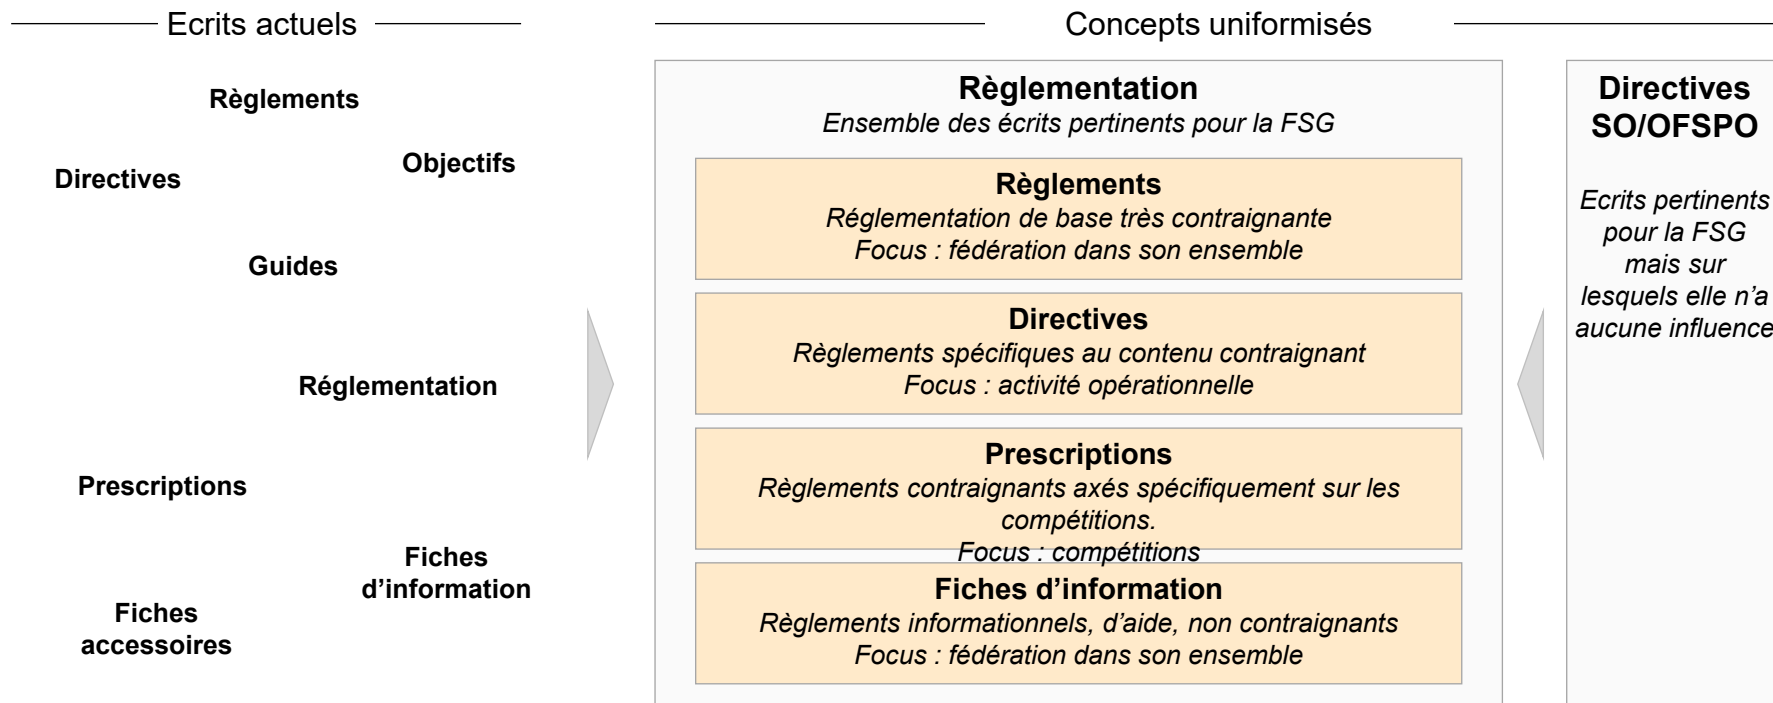 Ecrits actuels
Règlements
Objectifs
Directives
Guides
Réglementation
Prescriptions
Fiches
d’information
Fiches
accessoires
Concepts uniformisés
Règlementation
Ensemble des écrits pertinents pour la FSG
Règlements
Réglementation de base très contraignante
Focus : fédération dans son ensemble
Directives
Règlements spécifiques au contenu contraignant
Focus : activité opérationnelle
Prescriptions
Règlements contraignants axés spécifiquement sur les
compétitions.
Focus : compétitions
Fiches d’information
Règlements informationnels, d’aide, non contraignants
Focus : fédération dans son ensemble
Directives
SO/OFSPO
Ecrits pertinents
pour la FSG
mais sur
lesquels elle n’a
aucune influence